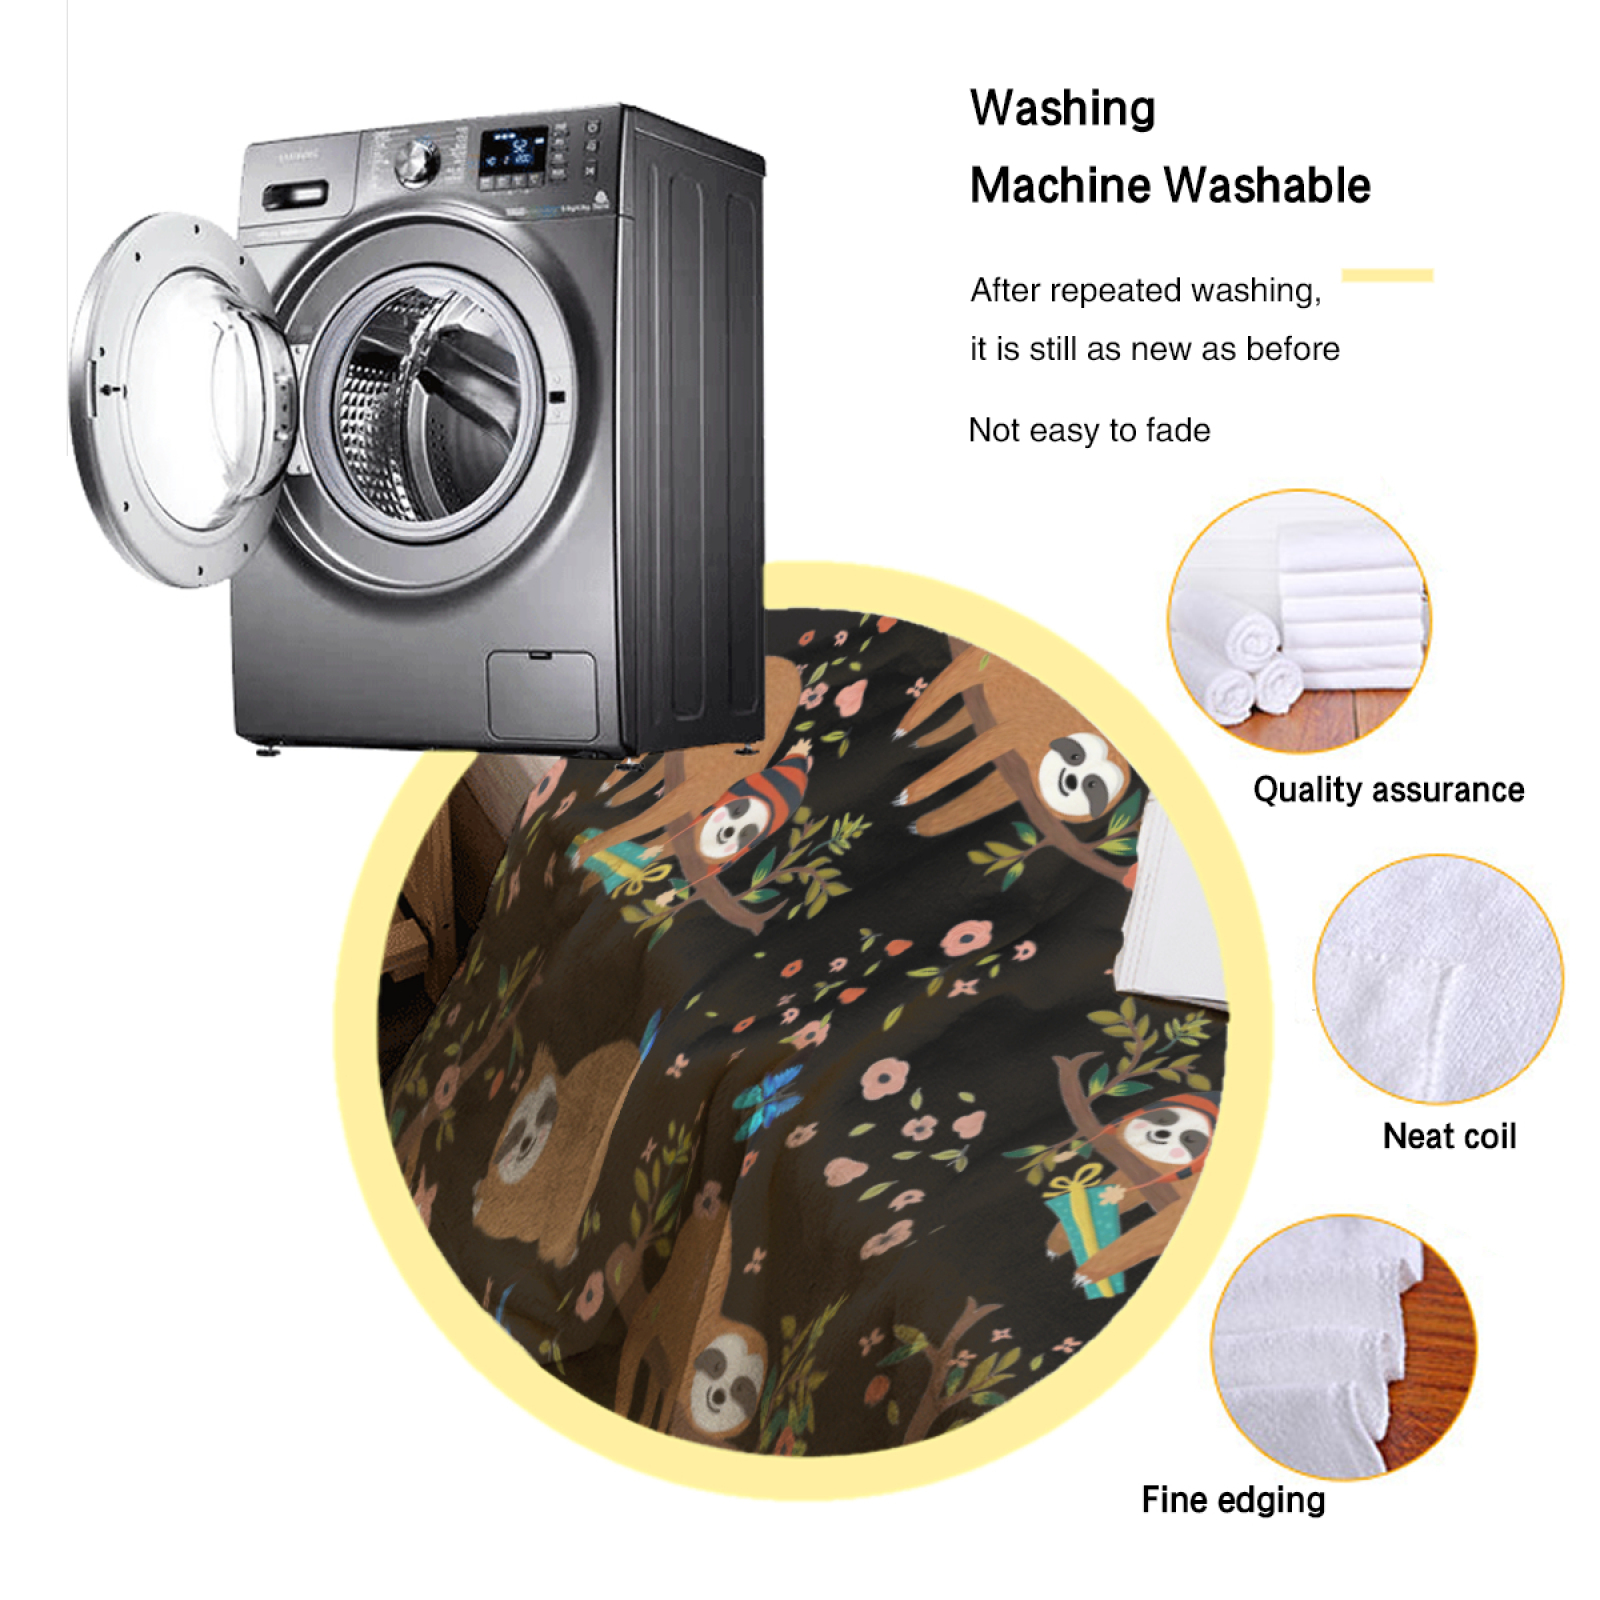 Washing
Machine Washable
After repeated washing,
it is still as new as before
Not easy to fade
Quality assurance
Neat coil
Fine edging